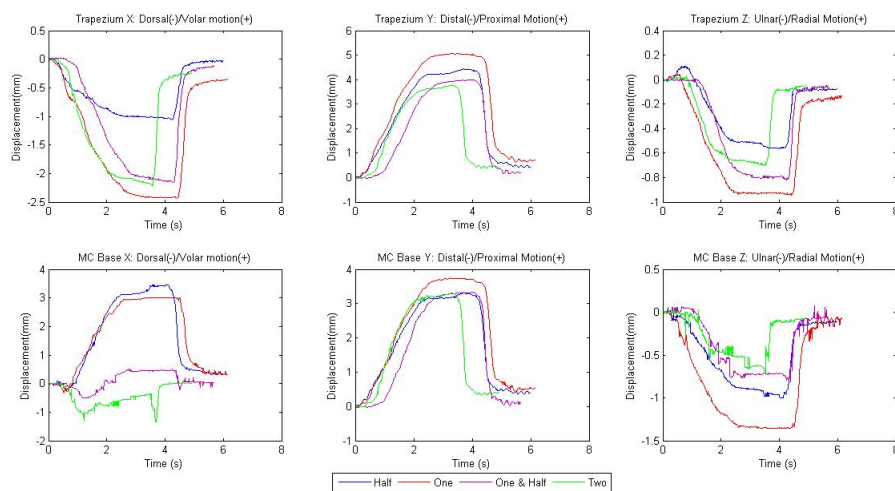 Trapezium X: Dorsal(-)/Volar motion(+)
0
-0.5
-1
-1.5
-2
-2.5
Displacement(mm)
0 2 4 6 8
Time (s)
Trapezium Y: Distal(-)/Proximal Motion(+)
6
5
4
3
2
1
0
-1
Displacement(mm)
0 2 4 6 8
Time (s)
Trapezium Z: Ulnar(-)/Radial Motion(+)
0.4
0.2
0
-0.2
-0.4
-0.6
-0.8
-1
Displacement(mm)
0 2 4 6 8
Time (s)
MC Base X: Dorsal(-)/Volar motion(+)
4
3
2
1
0
-1
-2
Displacement(mm)
0 2 4 6 8
Time (s)
MC Base Y: Distal(-)/Proximal Motion(+)
4
3
2
1
0
-1
Displacement(mm)
0 2 4 6 8
Time (s)
MC Base Z: Ulnar(-)/Radial Motion(+)
0.5
0
-0.5
-1
-1.5
Displacement(mm)
0 2 4 6 8
Time (s)
Half One One & Half Two